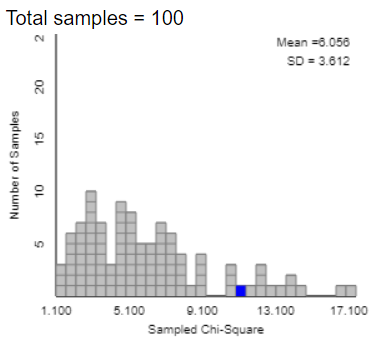 Total samples = 100
Mean =6.056
SD = 3.612
2
20
15
10
5
Number of Samples
1.100 5.100 9.100 13.100 17.100
Sampled Chi-Square